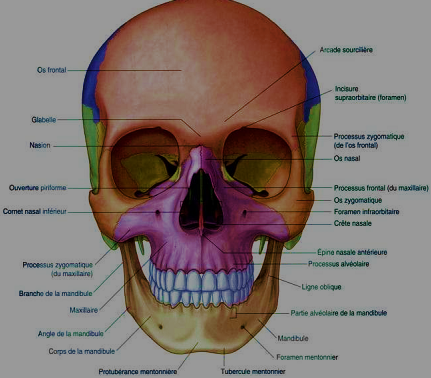 Arcade sourcilière
Os frontal
Incisure
supraorbitaire (foramen)
Glabelle
Processus zygomatique
(de l'os frontal)
Nasion
Os nasal
Ouverture piriforme
Processus frontal (du maxillaire)
Os zygomatique
Cornet nasal inférieur
Foramen infraorbitaire
Crête nasale
Épine nasale antérieure
Processus zygomatique
(du maxillaire)
Processus alvéolaire
Branche de la mandibule
Ligne oblique
Maxillaire
Partie alvéolaire de la mandibule
Angle de la mandibule
Mandibule
Corps de la mandibule
Foramen mentonnier
Protubérance mentonnière
Tubercule mentonnier